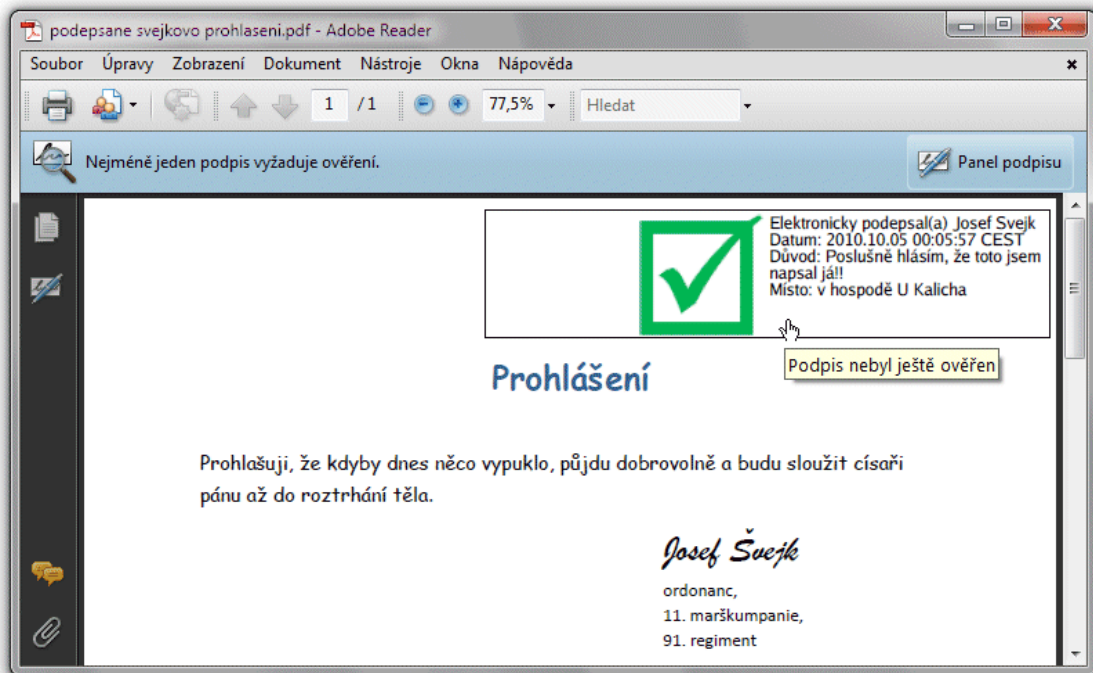 podepsane svejkovo prohlaseni.pdf - Adobe Reader
Soubor Úpravy Zobrazení Dokument Nástroje Okna Nápověda
1 / 1 77,5% Hledat
Nejméně jeden podpis vyžaduje ověření. Panel podpisu
Elektronicky podepsal(a) Josef Svejk
Datum: 2010.10.05 00:05:57 CEST
Důvod: Poslušně hlásím, že toto jsem
napsal já!!
Místo: v hospodě U Kalicha
Podpis nebyl ještě ověřen
Prohlášení
Prohlašuji, že kdyby dnes něco vypuklo, půjdu dobrovolně a budu sloužit císaři
pánu až do roztrhání těla.
Josef Švejk
ordonanc,
11. marškumpanie,
91. regiment